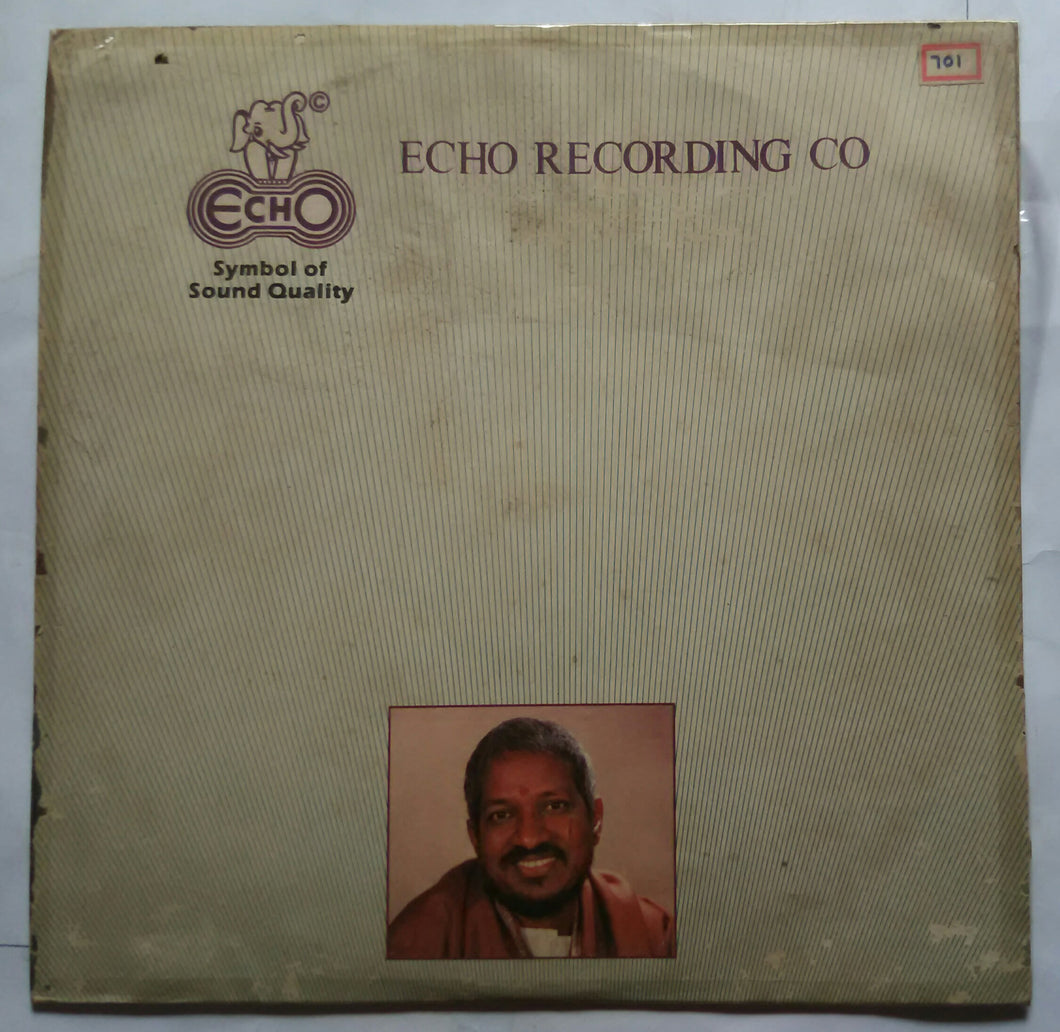 701
©
ECHO RECORDING CO
ECHO
Symbol of
Sound Quality